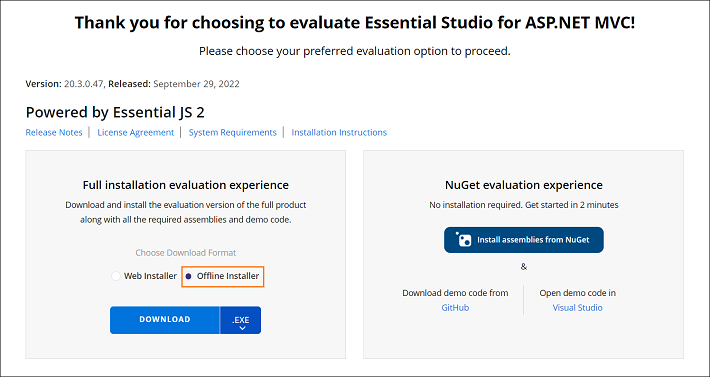 Thank you for choosing to evaluate Essential Studio for ASP.NET MVC!
Please choose your preferred evaluation option to proceed.
Version: 20.3.0.47, Released: September 29, 2022
Powered by Essential JS 2
Release Notes | License Agreement | System Requirements | Installation Instructions
Full installation evaluation experience
Download and install the evaluation version of the full product
along with all the required assemblies and demo code.
Choose Download Format
Web Installer Offline Installer
DOWNLOAD .EXE
NuGet evaluation experience
No installation required. Get started in 2 minutes
Install assemblies from NuGet
&
Download demo code from
GitHub
Open demo code in
Visual Studio